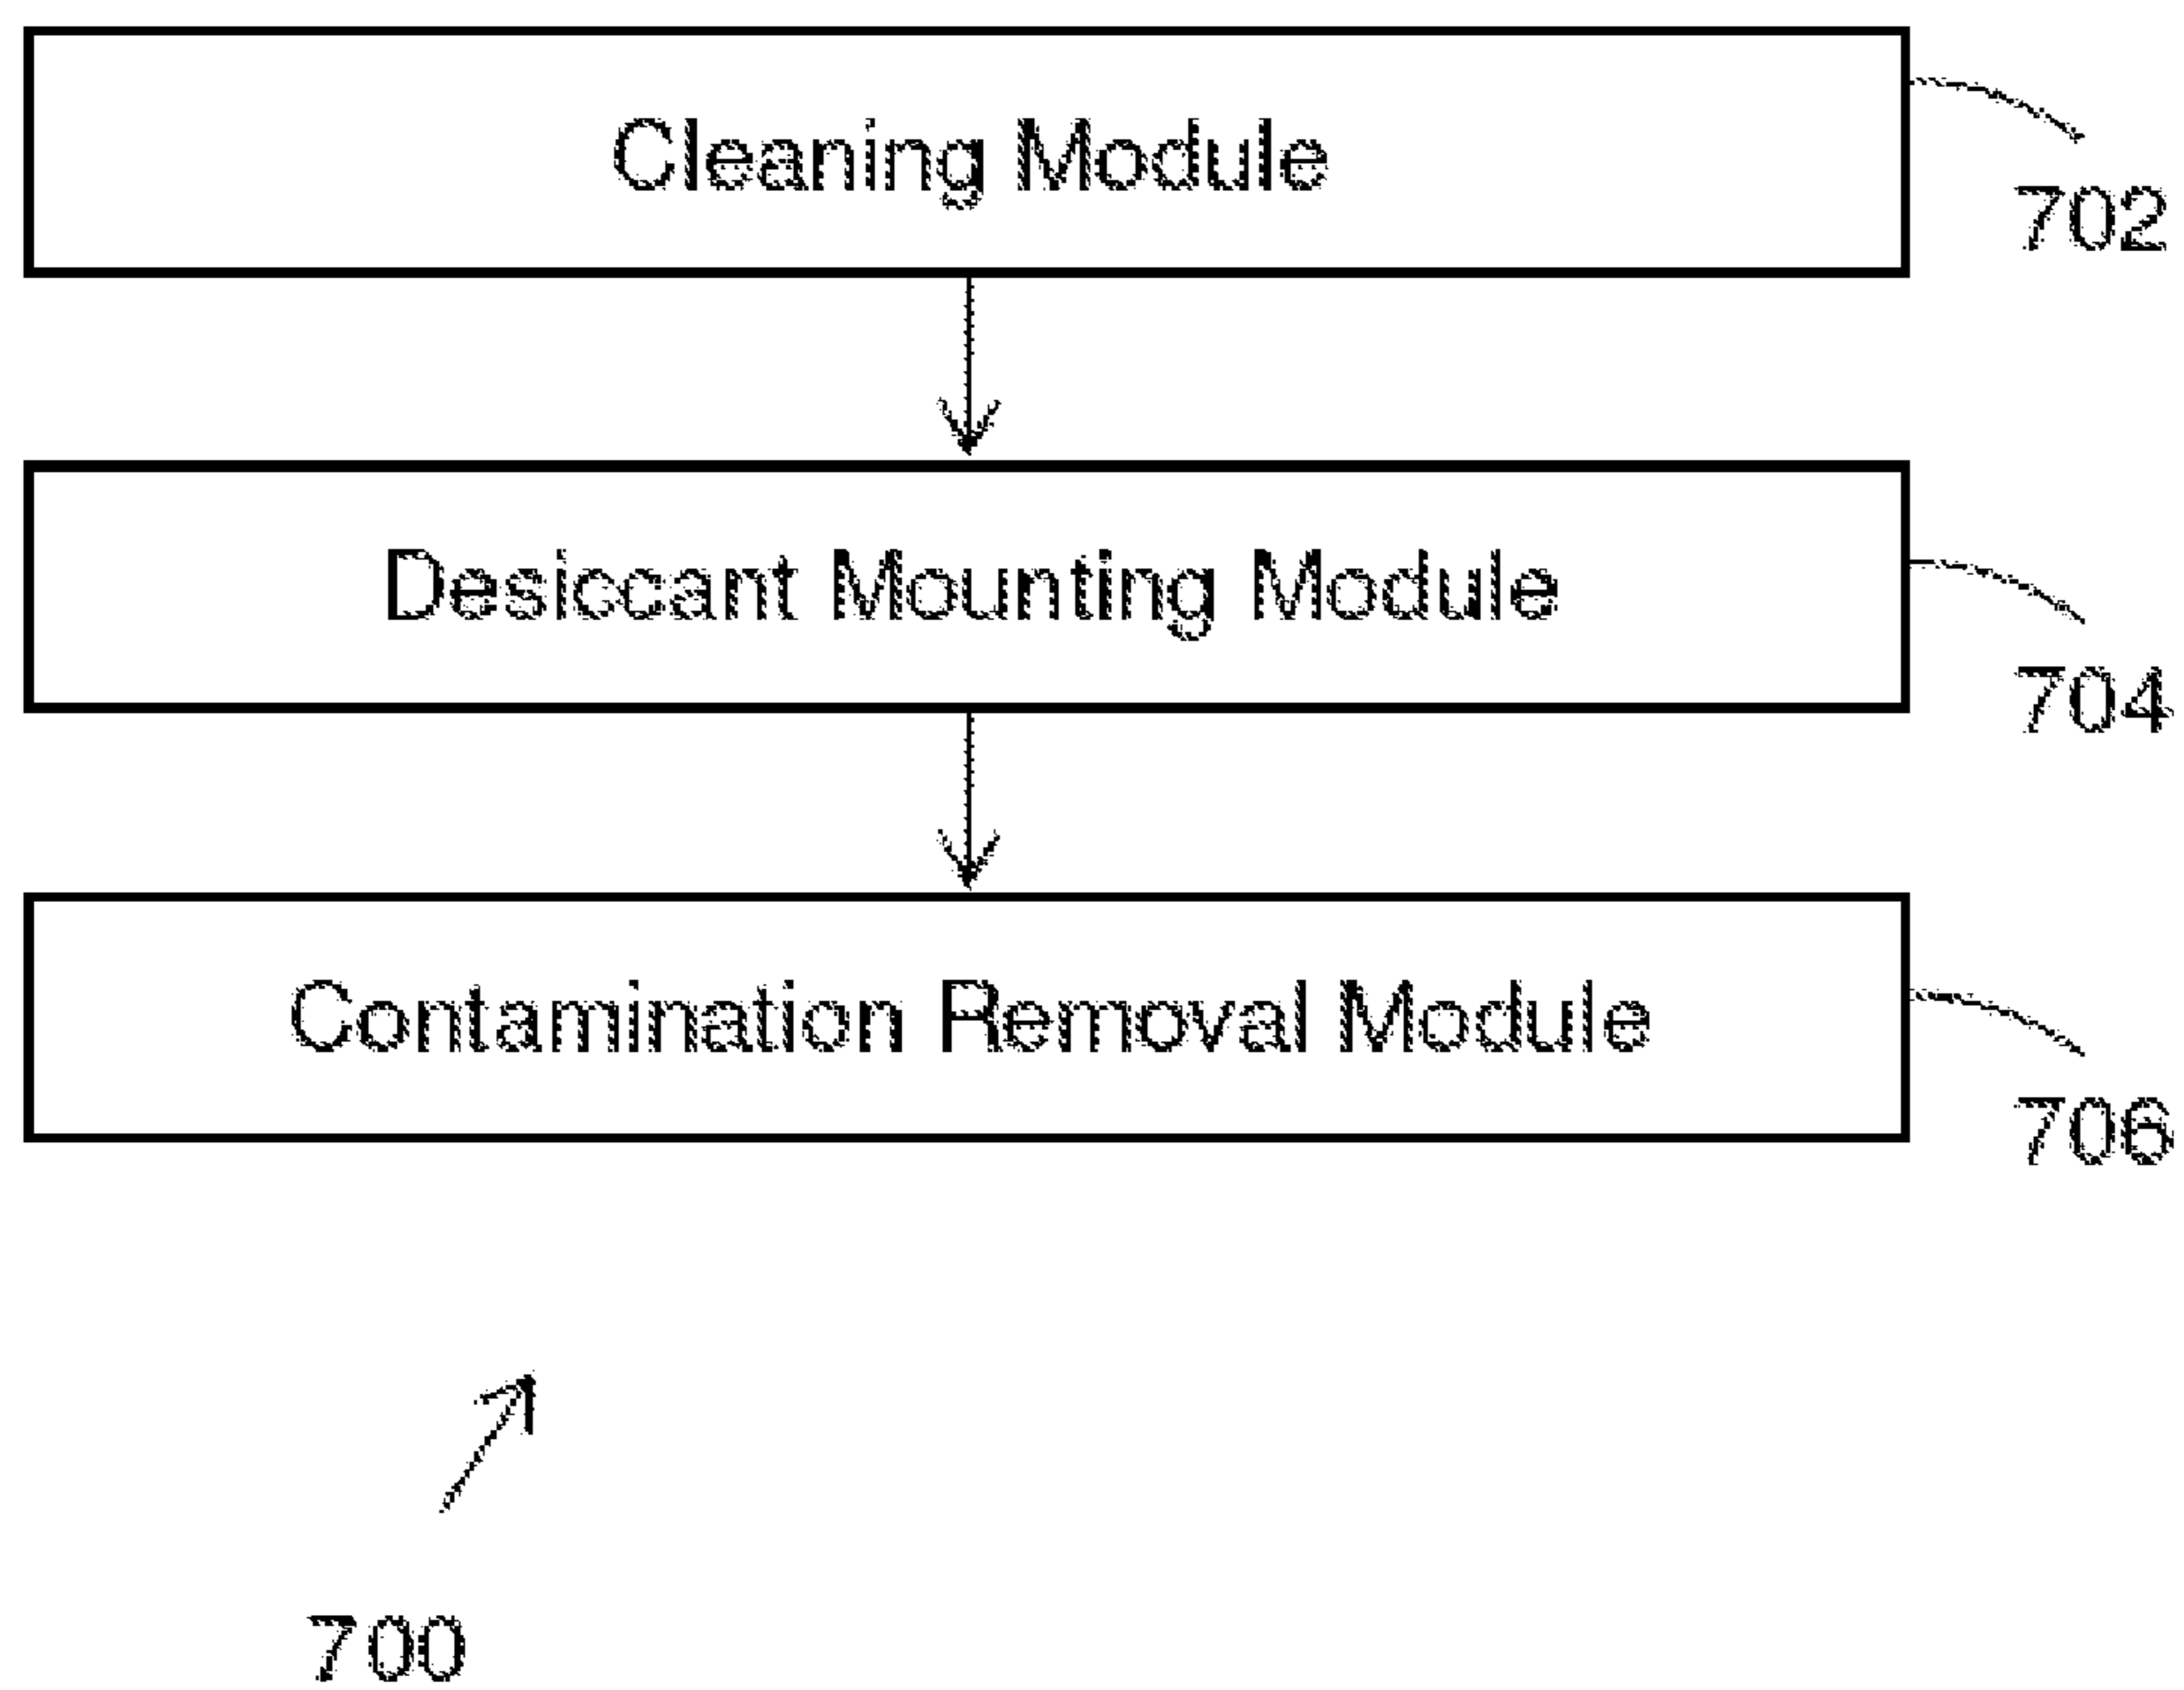 Cleaning Module
702
Desiccant Mounting Module
704
Contamination Removal Module
706
700